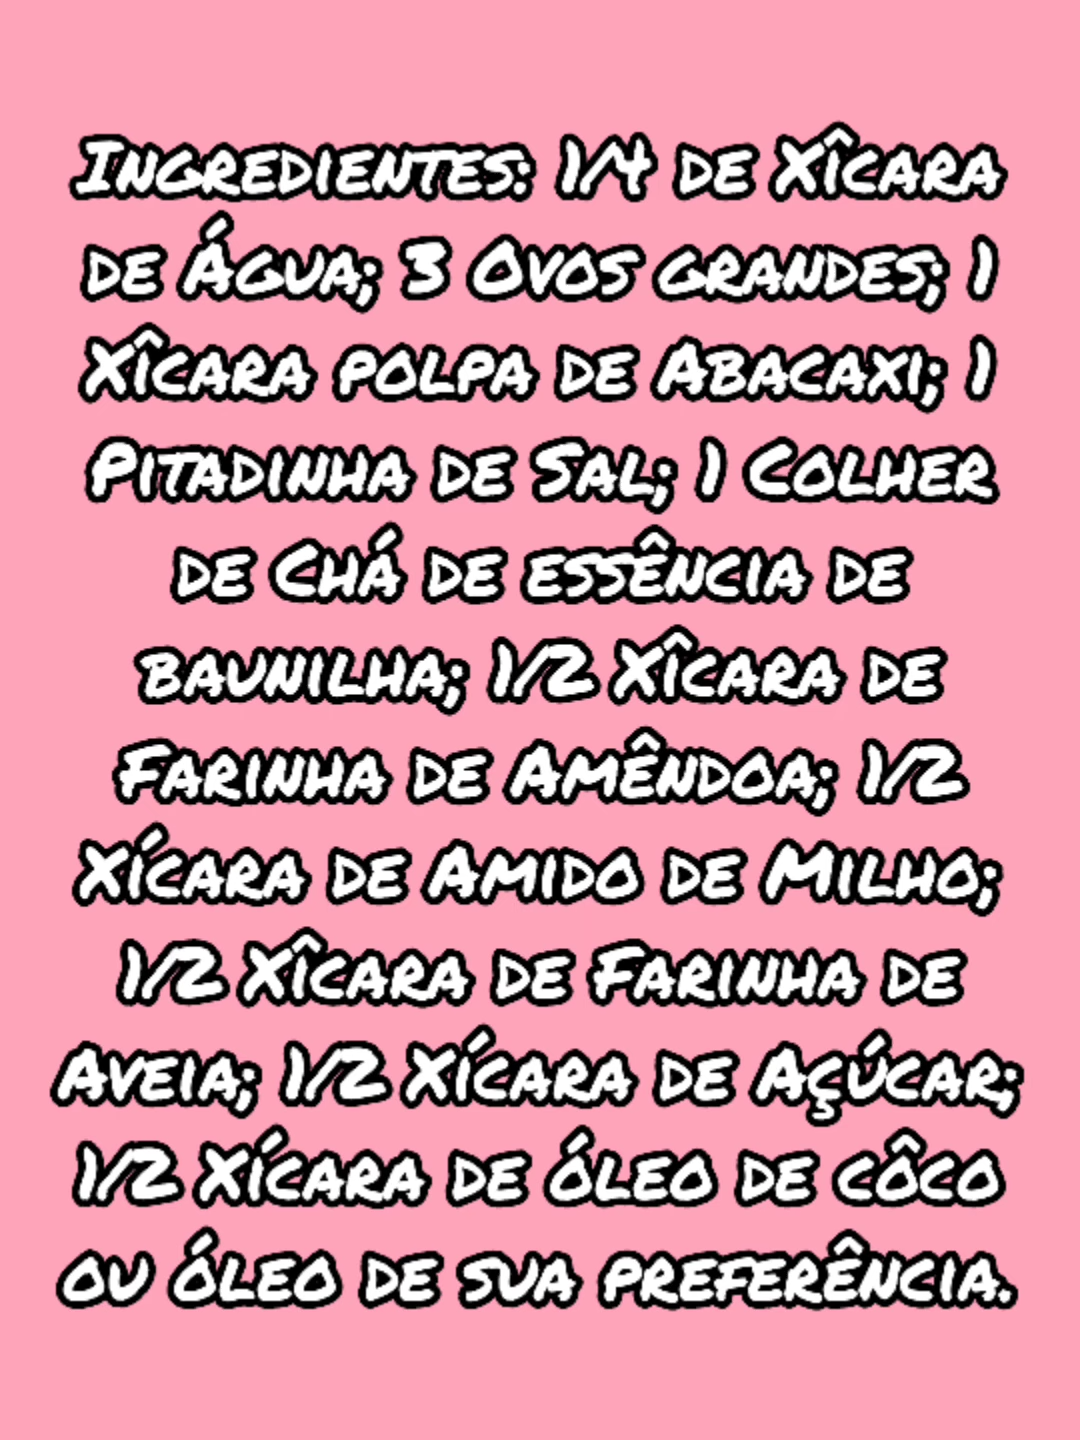 Ingredientes: 1/4 de Xîcara
de Água; 3 Ovos grandes; 1
Xîcara polpa de Abacaxi; 1
Pitadinha de Sal; 1 Colher
de Chá de essência de
baunilha; 1/2 Xîcara de
Farinha de Amêndoa; 1/2
Xícara de Amido de Milho;
1/2 Xîcara de Farinha de
Aveia; 1/2 Xícara de Açúcar;
1/2 Xícara de óleo de côco
ou óleo de sua preferência.